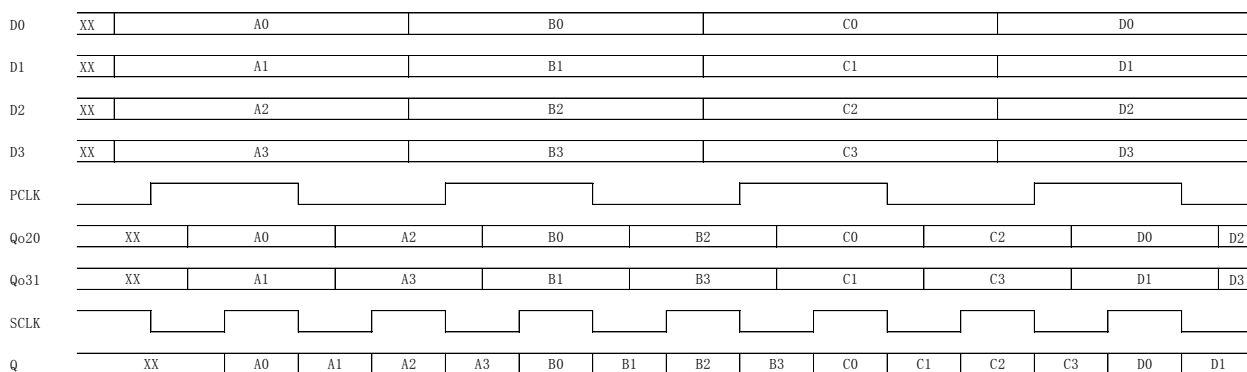 D0 XX A0 B0 C0 D0
D1 XX A1 B1 C1 D1
D2 XX A2 B2 C2 D2
D3 XX A3 B3 C3 D3
PCLK
Qo20 XX A0 A2 B0 B2 C0 C2 D0 D2
Qo31 XX A1 A3 B1 B3 C1 C3 D1 D3
SCLK
Q XX A0 A1 A2 A3 B0 B1 B2 B3 C0 C1 C2 C3 D0 D1